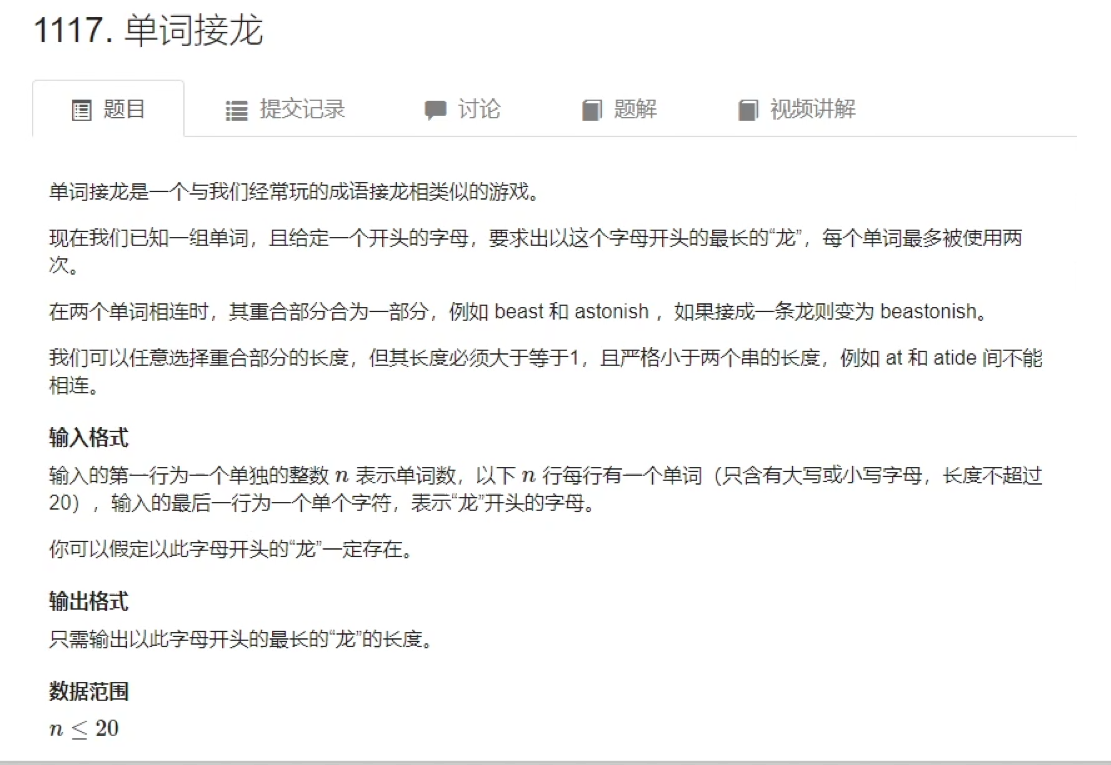 1117. 单词接龙
题目 提交记录 讨论 题解 视频讲解
单词接龙是一个与我们经常玩的成语接龙相类似的游戏。
现在我们已知一组单词，且给定一个开头的字母，要求出以这个字母开头的最长的“龙”，每个单词最多被使用两
次。
在两个单词相连时，其重合部分合为一部分，例如 beast 和 astonish ，如果接成一条龙则变为 beastonish。
我们可以任意选择重合部分的长度，但其长度必须大于等于1，且严格小于两个串的长度，例如 at 和 atide 间不能
相连。
输入格式
输入的第一行为一个单独的整数 n 表示单词数，以下 n 行每行有一个单词（只含有大写或小写字母，长度不超过
20），输入的最后一行为一个单个字符，表示“龙”开头的字母。
你可以假定以此字母开头的“龙”一定存在。
输出格式
只需输出以此字母开头的最长的“龙”的长度。
数据范围
n ≤ 20